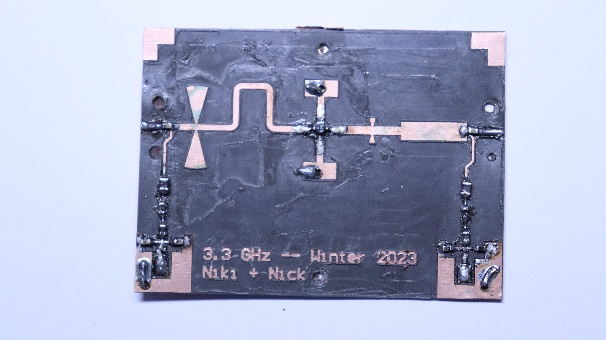 3.3 GHz -- Winter 2023
Niki + Nick